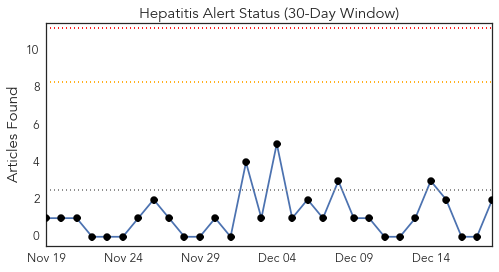 Hepatitis Alert Status (30-Day Window)
Articles Found
10
8
6
4
2
0
Nov 19
Nov 24
Nov 29
Dec 04
Dec 09
Dec 14